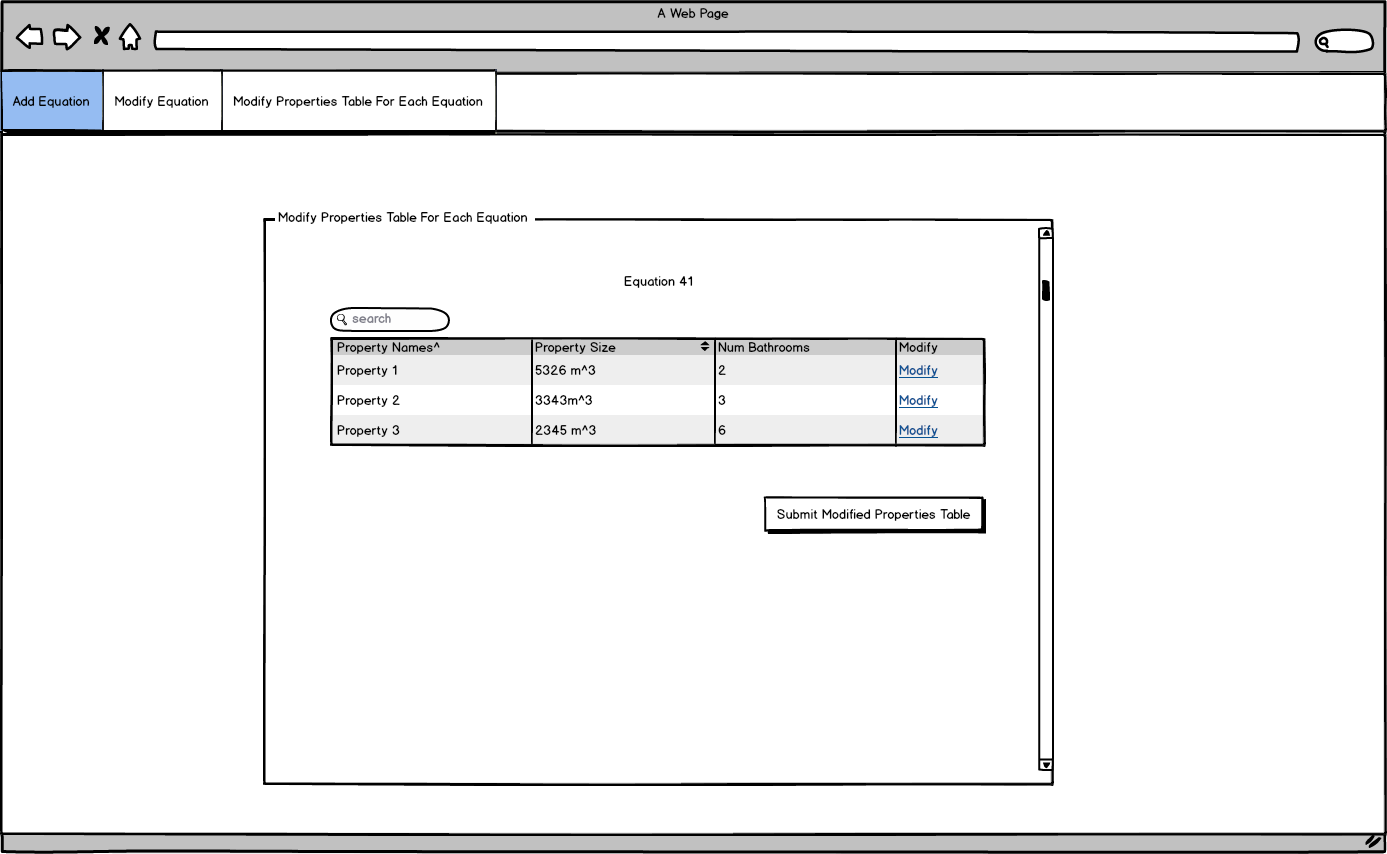 A Web Page
Add Equation Modify Equation Modify Properties Table For Each Equation
Modify Properties Table For Each Equation
Equation 41
search
Property Names^ Property Size Num Bathrooms Modify
Property 1 5326 m^3 2 Modify
Property 2 3343m^3 3 Modify
Property 3 2345 m^3 6 Modify
Submit Modified Properties Table